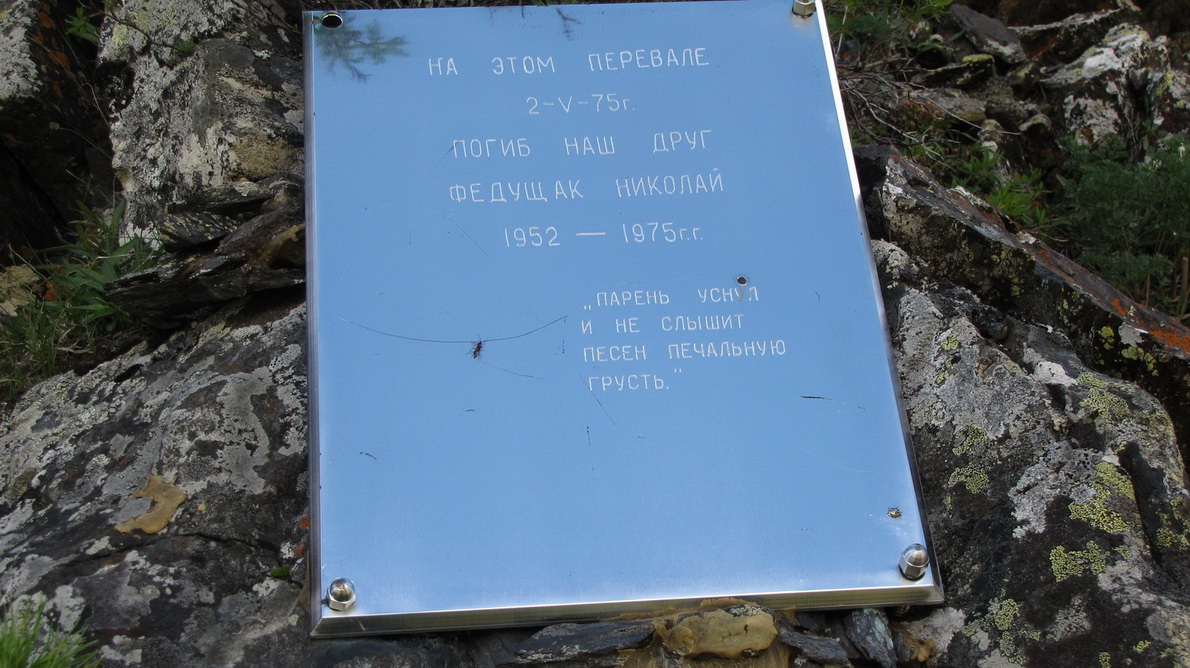 НА ЭТОМ ПЕРЕВАЛЕ
2-V-75г.
ПОГИБ НАШ ДРУГ
ФЕДУЩАК НИКОЛАЙ
1952 — 1975г.г.
„ПАРЕНЬ УСНУЛ
И НЕ СЛЫШИТ
ПЕСЕН ПЕЧАЛЬНУЮ
ГРУСТЬ.“